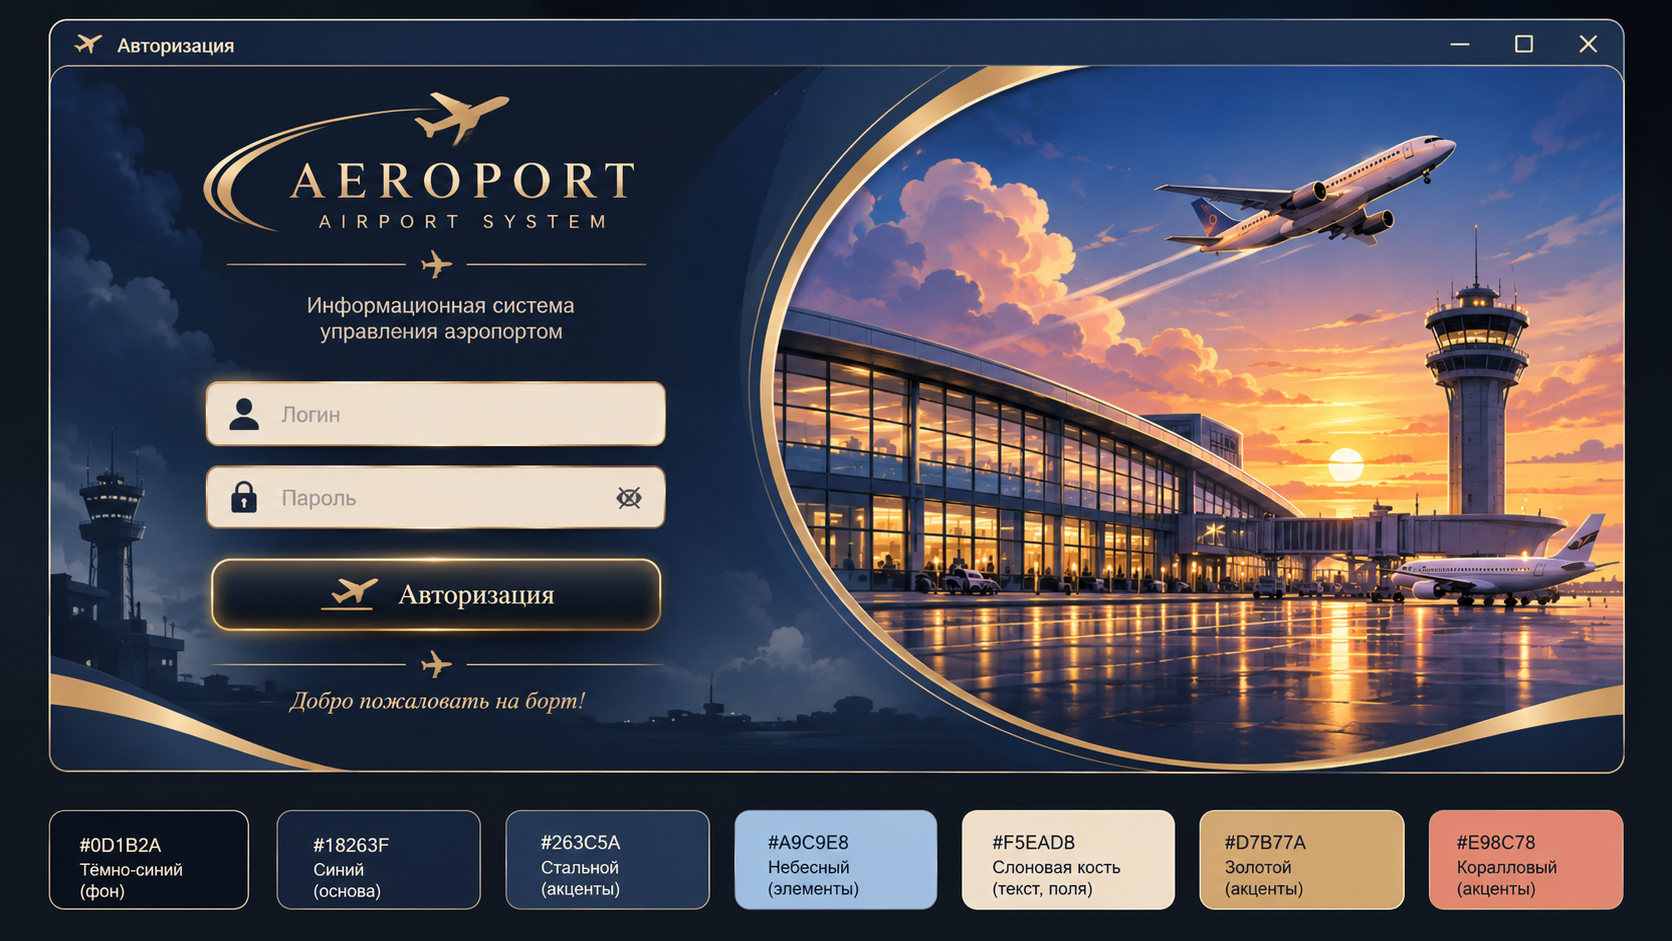 Авторизация
AEROPORT
AIRPORT SYSTEM
Информационная система
управления аэропортом
Логин
Пароль
Авторизация
Добро пожаловать на борт!
#0D1B2A
Тёмно-синий
(фон)
#18263F
Синий
(основа)
#263C5A
Стальной
(акценты)
#A9C9E8
Небесный
(элементы)
#F5EAD8
Слоновая кость
(текст, поля)
#D7B77A
Золотой
(акценты)
#E98C78
Коралловый
(акценты)